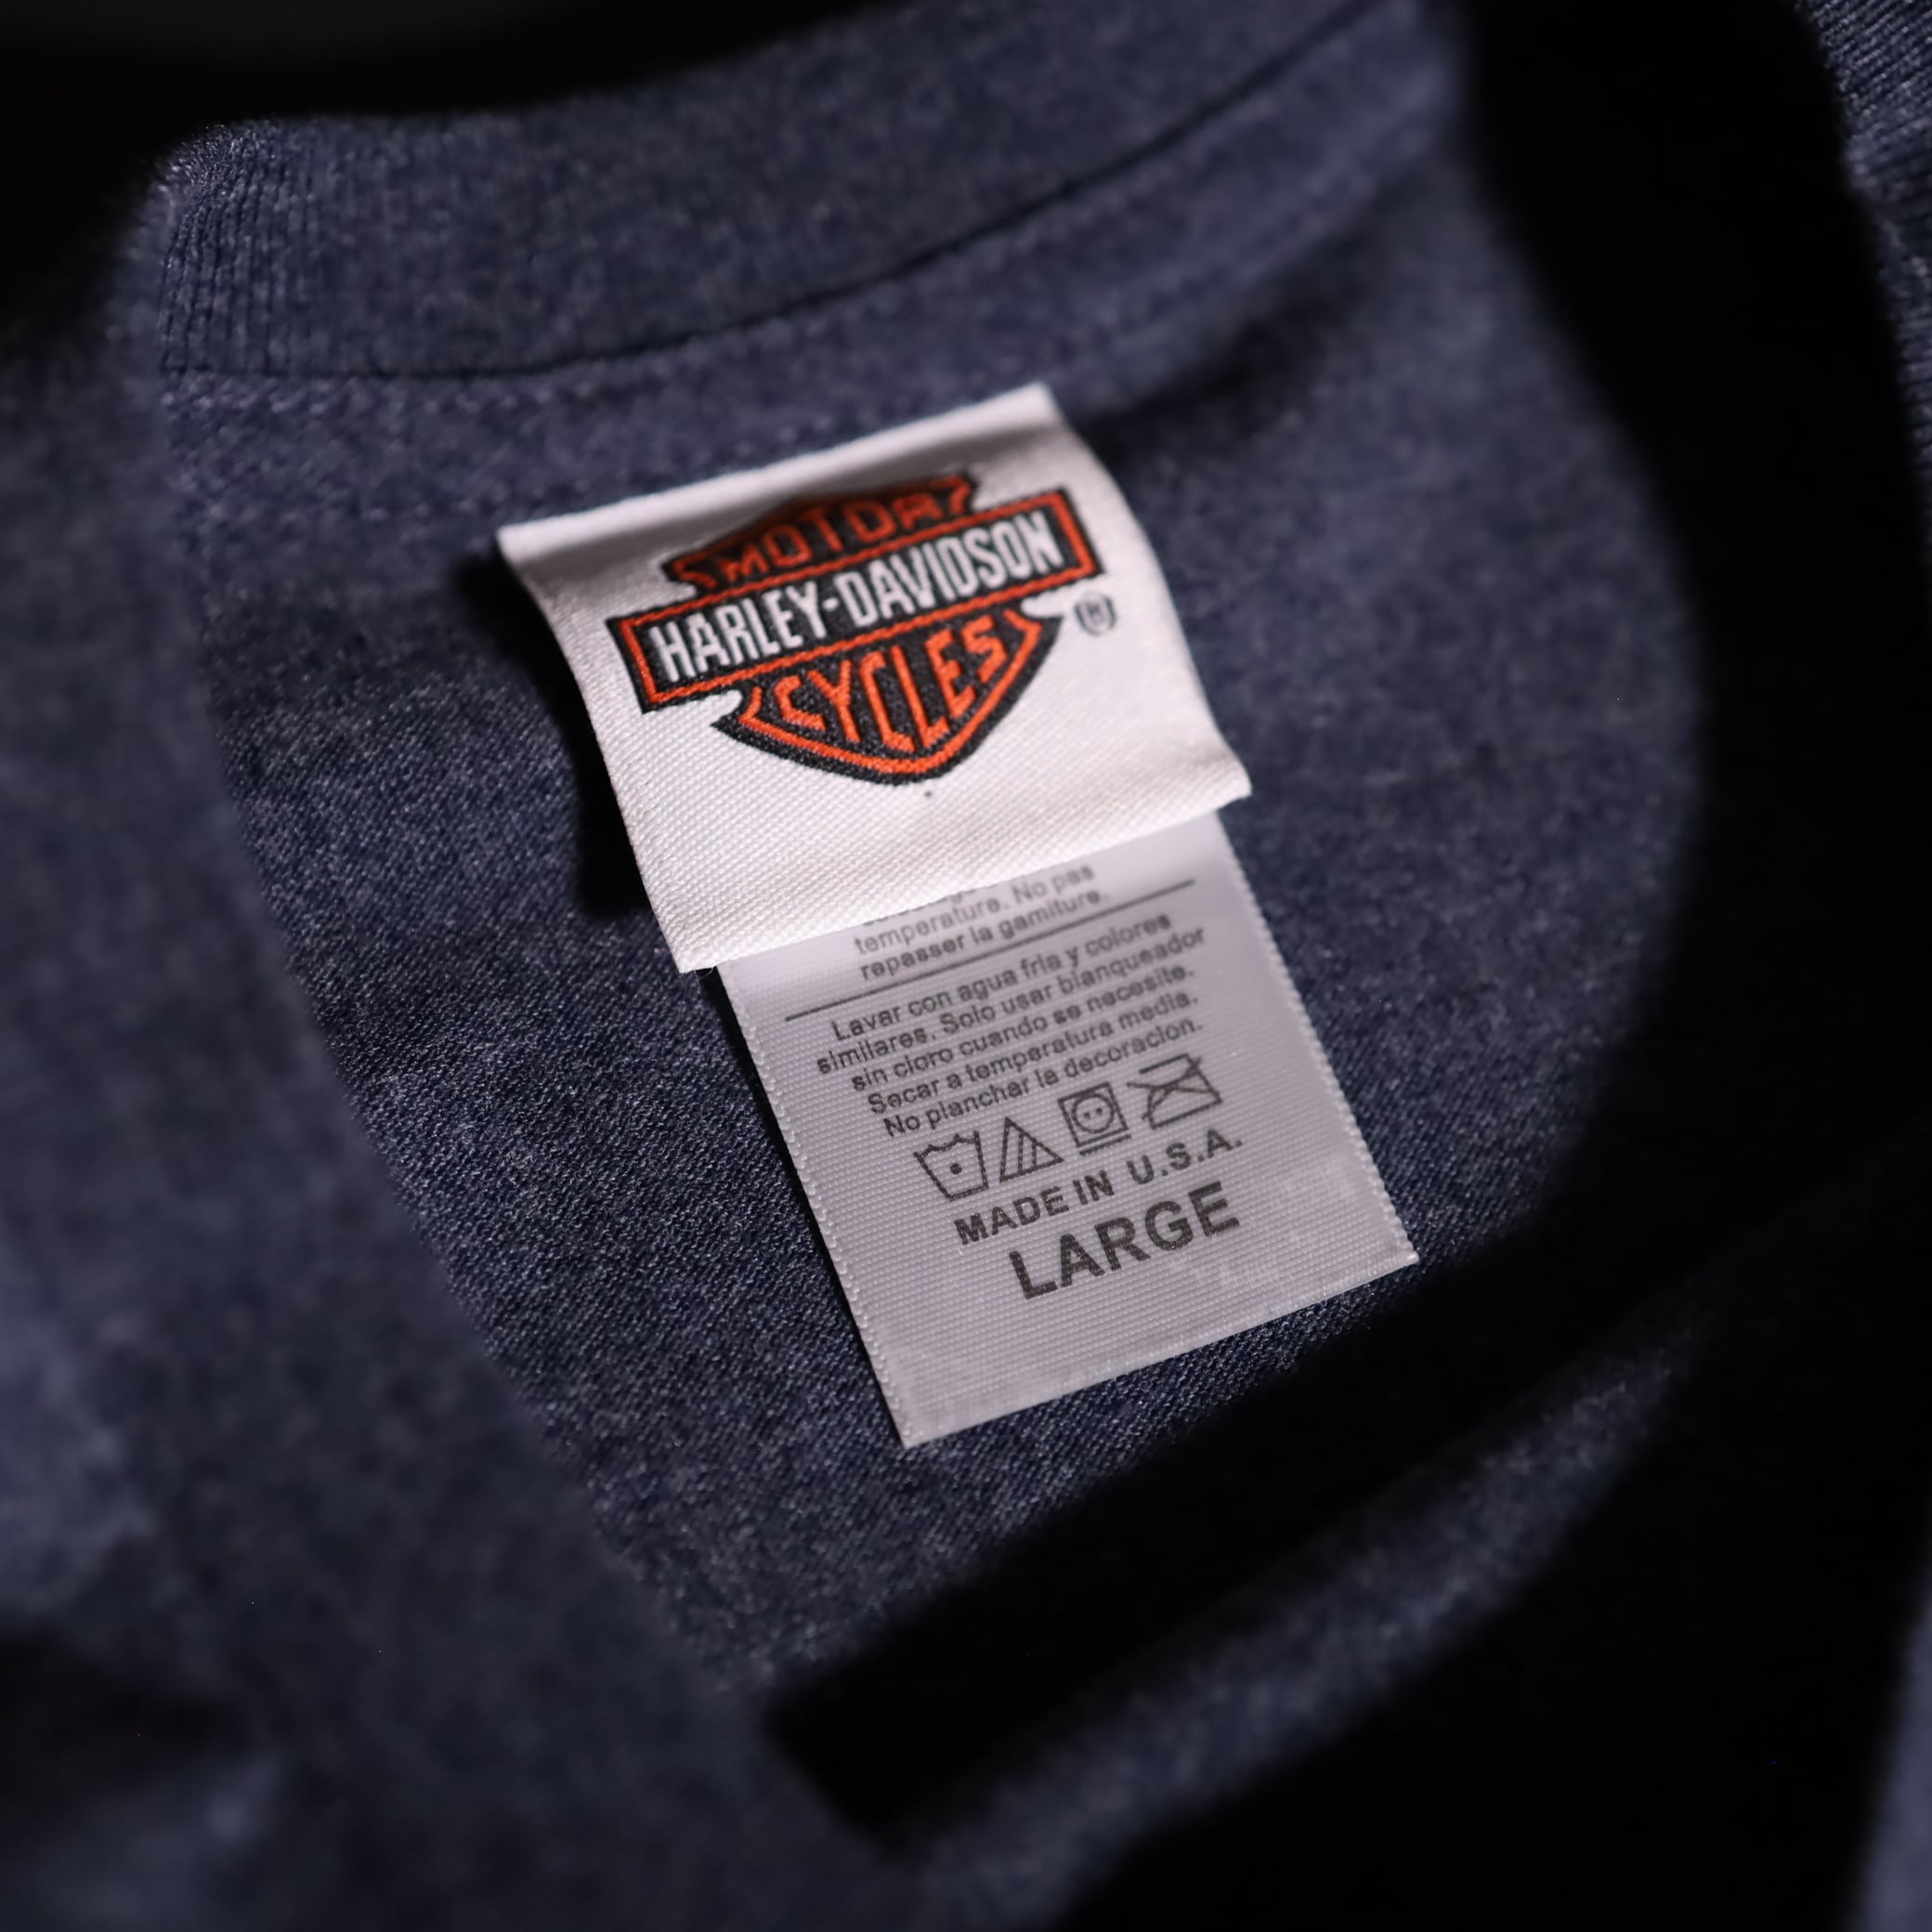 MOTOR
HARLEY-DAVIDSON
CYCLES
®
temperature. No pas
repasser la garniture.
Lavar con agua fria y colores
similares. Solo usar blanqueador
sin cloro cuando se necesite.
Secar a temperatura media.
No planchar la decoracion.
MADE IN U.S.A.
LARGE